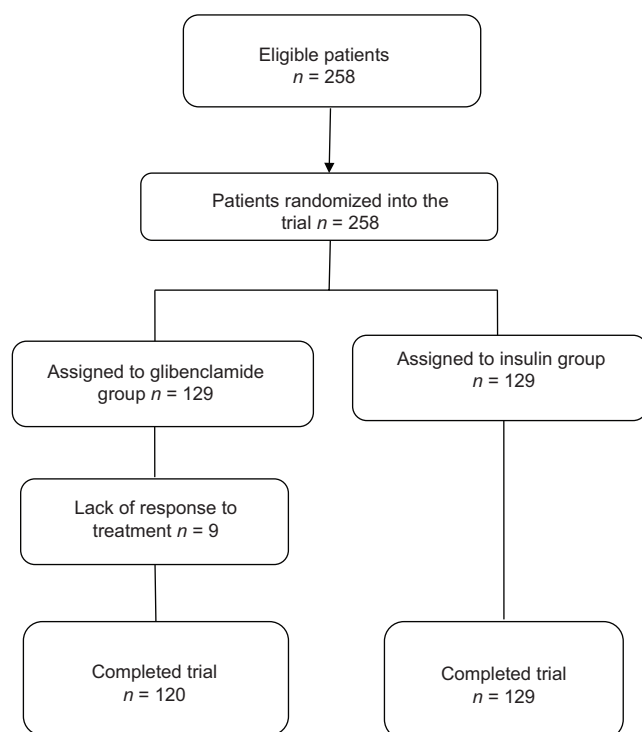 Eligible patients
n = 258
Patients randomized into the
trial n = 258
Assigned to glibenclamide
group n = 129
Assigned to insulin group
n = 129
Lack of response to
treatment n = 9
Completed trial
n = 120
Completed trial
n = 129